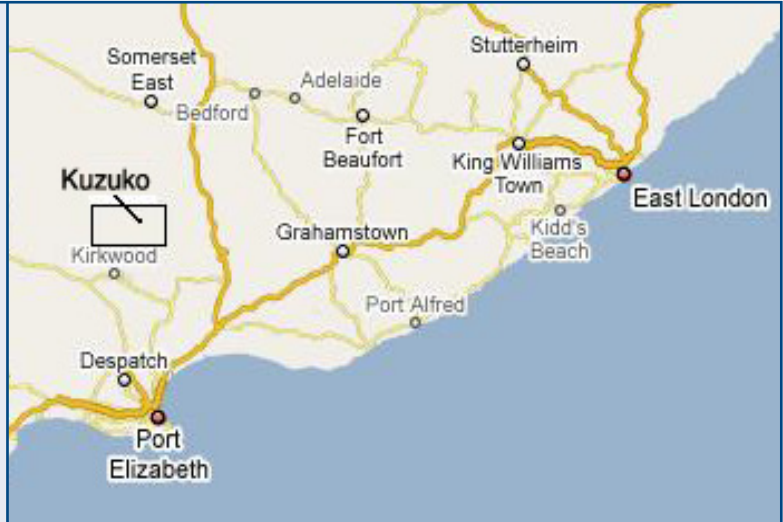 Somerset
East
Stutterheim
Adelaide
Bedford
Fort
Beaufort
King Williams
Town
Kuzuko
East London
Grahamstown
Kidd's
Beach
Kirkwood
Port Alfred
Despatch
Port
Elizabeth